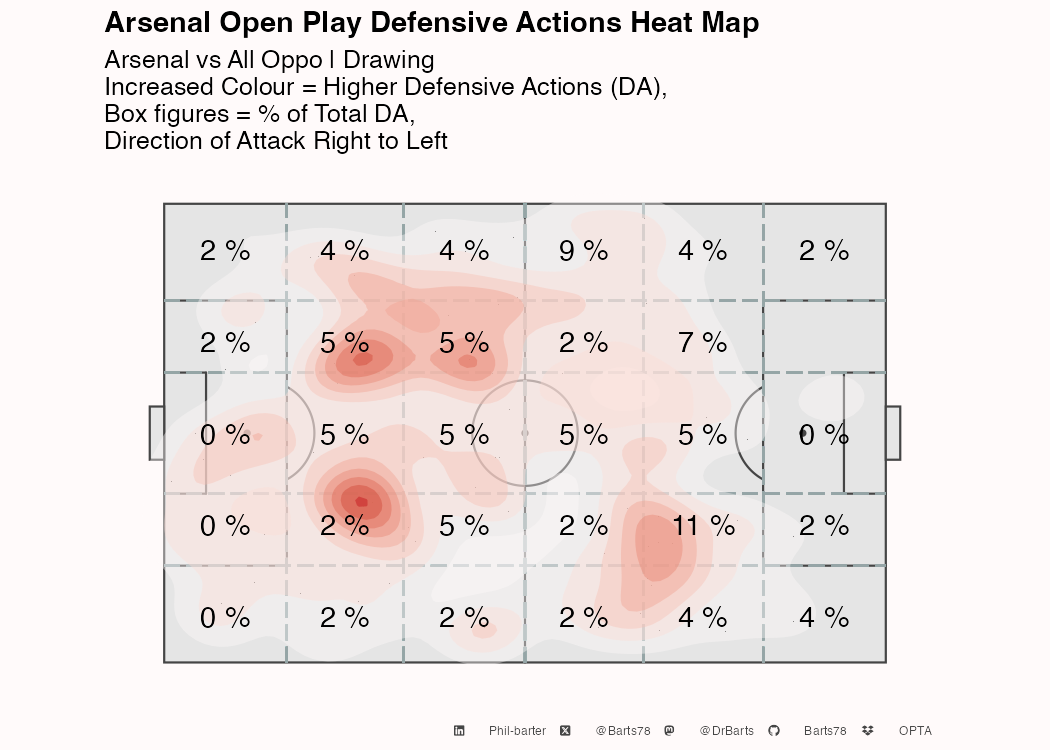 Arsenal Open Play Defensive Actions Heat Map
Arsenal vs All Oppo | Drawing
Increased Colour = Higher Defensive Actions (DA),
Box figures = % of Total DA,
Direction of Attack Right to Left
2 % 4 % 4 % 9 % 4 % 2 %
2 % 5 % 5 % 2 % 7 %
0 % 5 % 5 % 5 % 5 % 0 %
0 % 2 % 5 % 2 % 11 % 2 %
0 % 2 % 2 % 2 % 4 % 4 %
Phil-barter @Barts78 @DrBarts Barts78 OPTA